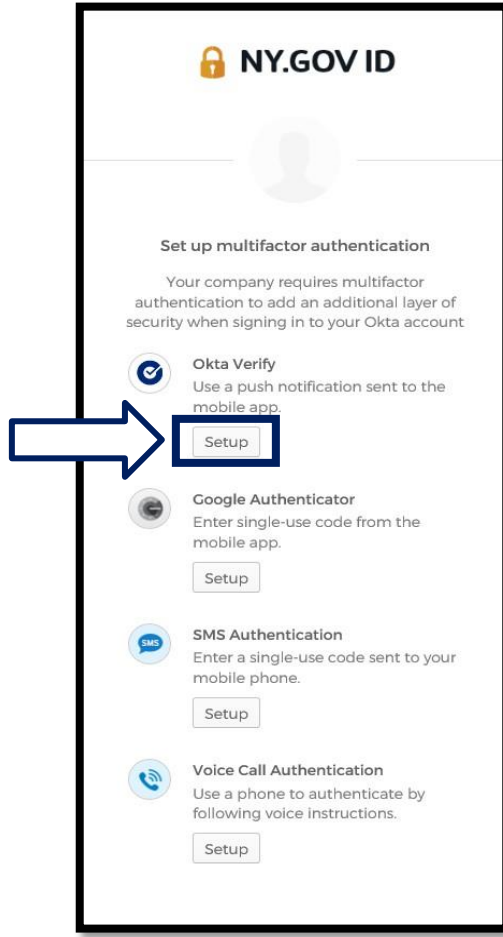 NY.GOV ID
Set up multifactor authentication
Your company requires multifactor
authentication to add an additional layer of
security when signing in to your Okta account
Okta Verify
Use a push notification sent to the
mobile app.
Setup
Google Authenticator
Enter single-use code from the
mobile app.
Setup
SMS
SMS Authentication
Enter a single-use code sent to your
mobile phone.
Setup
Voice Call Authentication
Use a phone to authenticate by
following voice instructions.
Setup